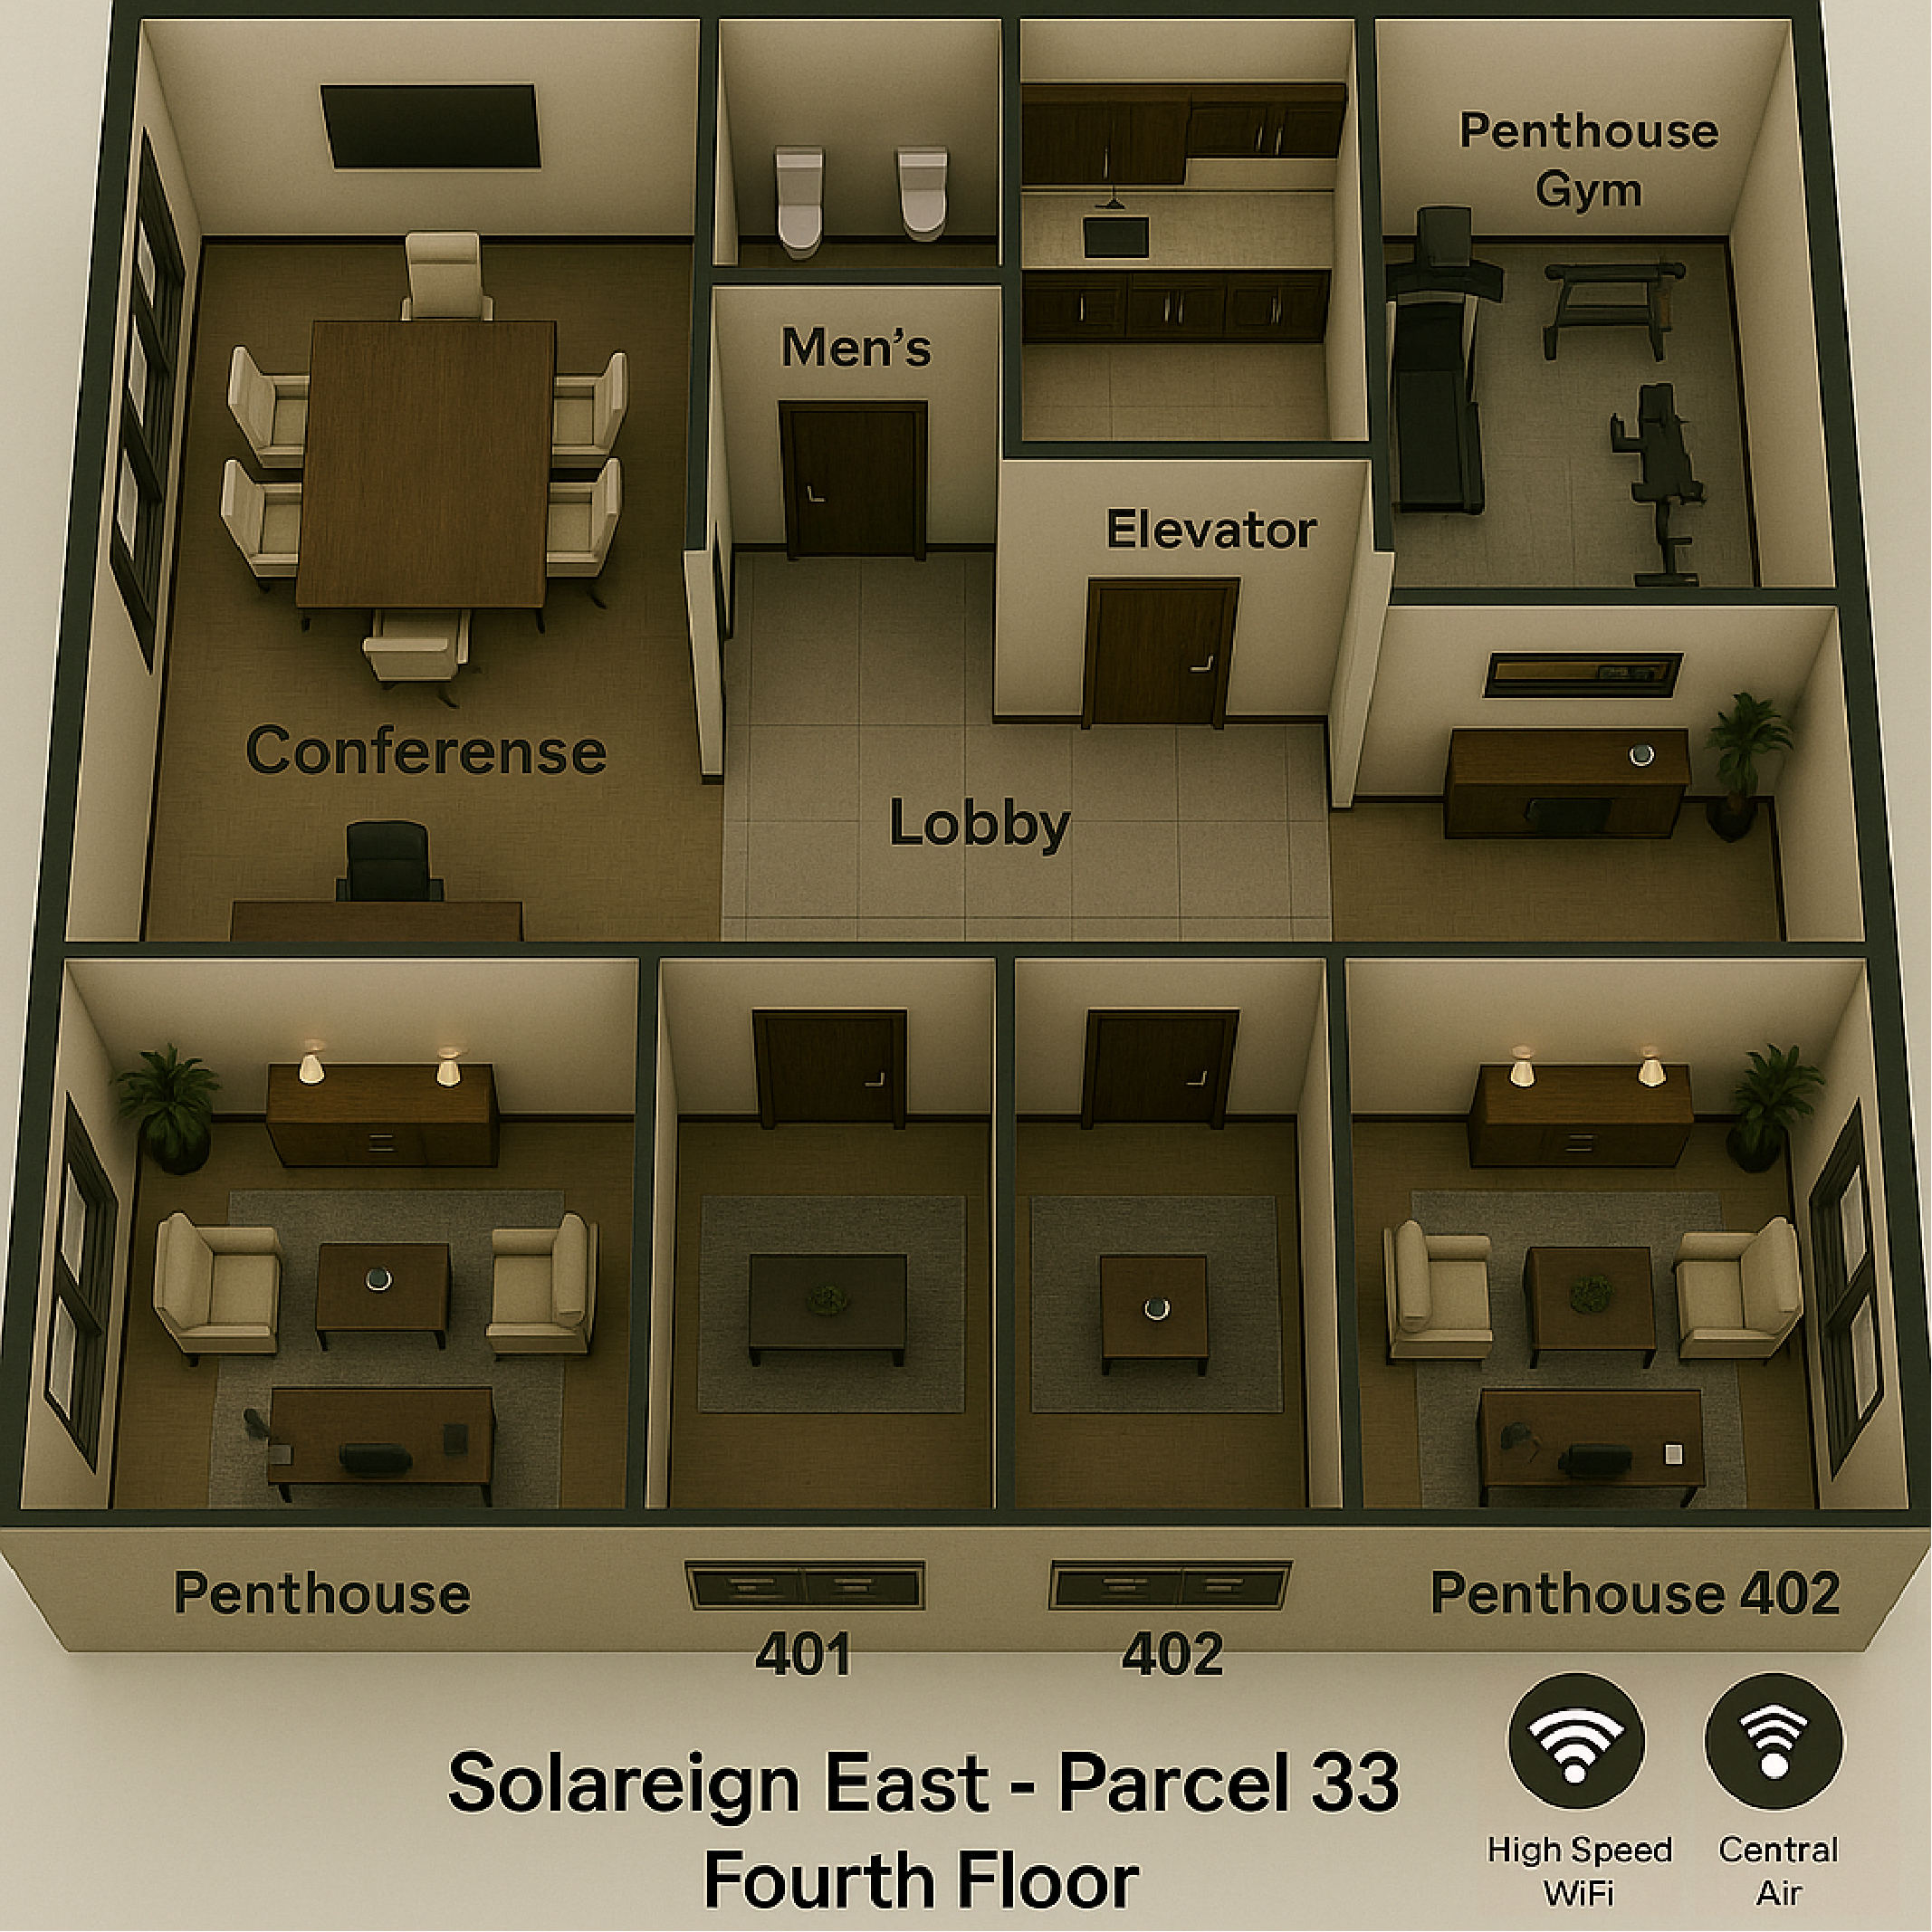 Penthouse
Gym
Men's
Elevator
Conferense
Lobby
Penthouse
401
402
Penthouse 402
Solareign East - Parcel 33
Fourth Floor
High Speed
WiFi
Central
Air